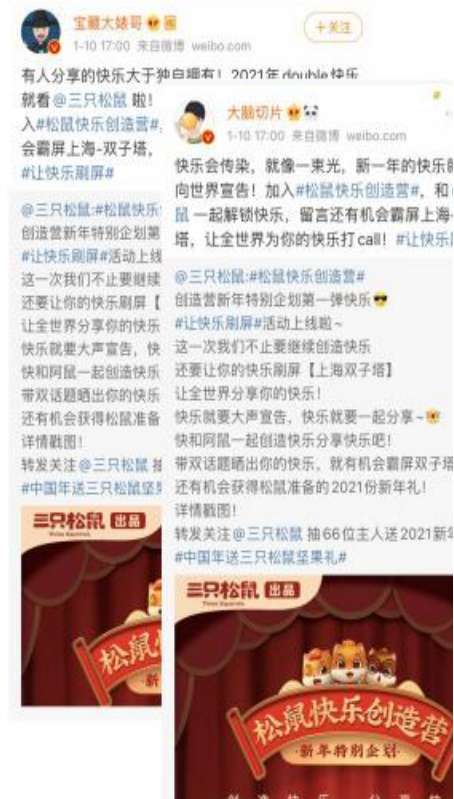 宝藏大婊哥
+关注
1-10 17:00 来自微博 weibo.com
有人分享的快乐大于独自拥有！2021年double快乐
就看@三只松鼠 啦！
入#松鼠快乐创造营#
会霸屏上海-双子塔，
#让快乐刷屏#
@三只松鼠:#松鼠快乐
创造营新年特别企划第
#让快乐刷屏#活动上线
这一次我们不止要继续
还要让你的快乐刷屏【
让全世界分享你的快乐
快乐就要大声宣告，快
快和阿鼠一起创造快乐
带双话题晒出你的快乐
还有机会获得松鼠准备
详情戳图！
转发关注@三只松鼠 抽
#中国年送三只松鼠坚果
三只松鼠 出品
Three Squirrels
松鼠
新
大脑切片
1-10 17:00 来自微博 weibo.com
快乐会传染，就像一束光，新一年的快乐就
向世界宣告！加入#松鼠快乐创造营#，和
鼠 一起解锁快乐，留言还有机会霸屏上海-
塔，让全世界为你的快乐打call！#让快乐
@三只松鼠:#松鼠快乐创造营#
创造营新年特别企划第一弹快乐
#让快乐刷屏#活动上线啦~
这一次我们不止要继续创造快乐
还要让你的快乐刷屏【上海双子塔】
让全世界分享你的快乐！
快乐就要大声宣告，快乐就要一起分享~
快和阿鼠一起创造快乐分享快乐吧！
带双话题晒出你的快乐，就有机会霸屏双子塔
还有机会获得松鼠准备的2021份新年礼！
详情戳图！
转发关注@三只松鼠 抽66位主人送2021新年
#中国年送三只松鼠坚果礼#
三只松鼠 出品
Three Squirrels
松鼠快乐创造营
·新年特别企划·